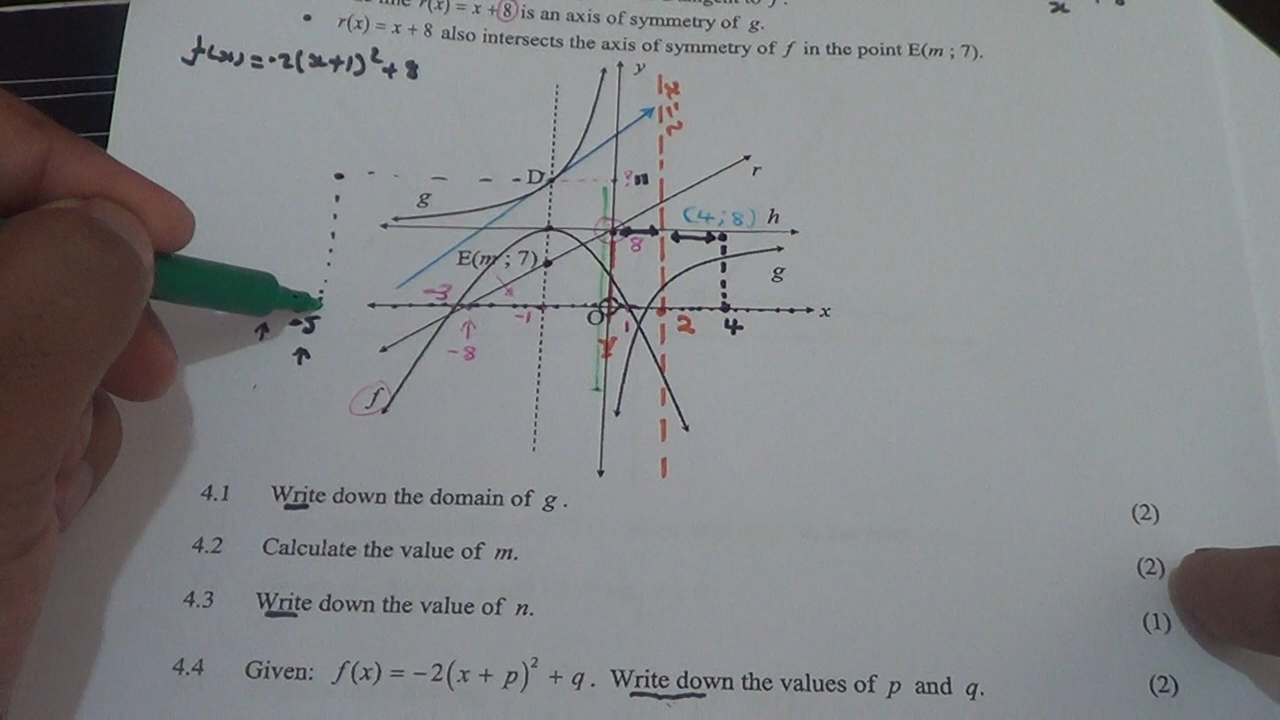 r(x) = x + 8 is an axis of symmetry of g.
r(x) = x + 8 also intersects the axis of symmetry of f in the point E(m ; 7).
f(x) = -2(x+1)² + 8
y
D
n
r
g
(4;8) h
8
E(m ; 7)
g
-3
-1
O
1
2
4
x
-5
-8
f
4.1 Write down the domain of g.
(2)
4.2 Calculate the value of m.
(2)
4.3 Write down the value of n.
(1)
4.4 Given: f(x) = −2(x + p)² + q. Write down the values of p and q.
(2)